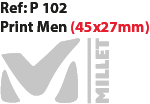 Ref: P 102
Print Men (45x27mm)
MILLET